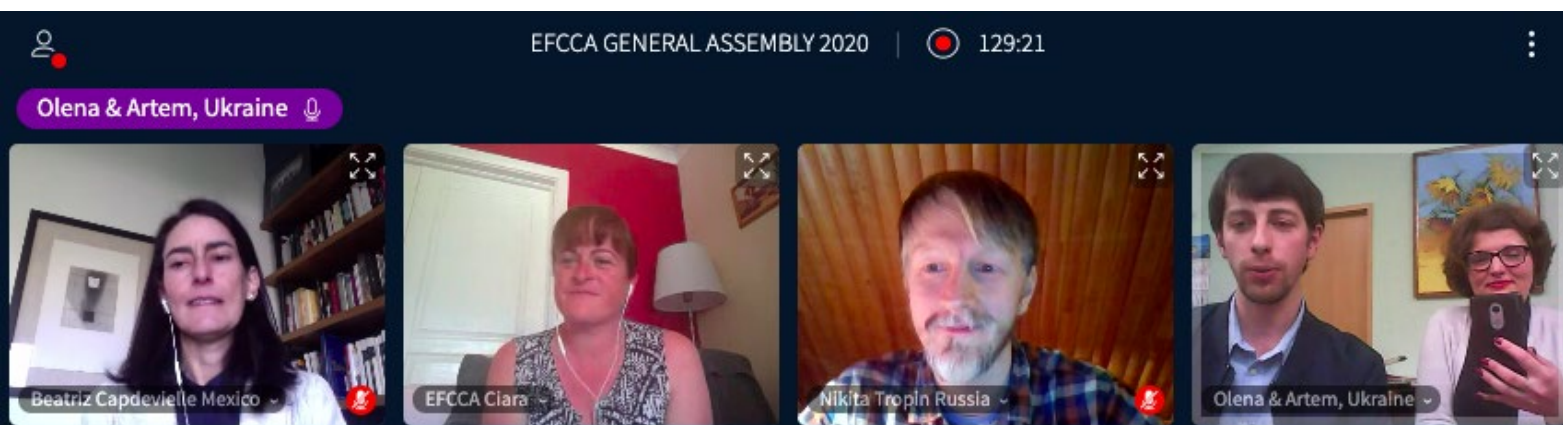 EFCCA GENERAL ASSEMBLY 2020 | 129:21
Olena & Artem, Ukraine
Beatriz Capdevielle Mexico
EFCCA Ciara
Nikita Tropin Russia
Olena & Artem, Ukraine